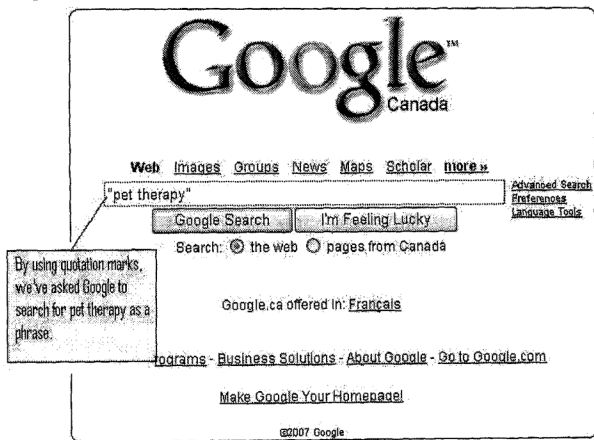 Google™
Canada
Web Images Groups News Maps Scholar more »
"pet therapy"
Advanced Search
Preferences
Language Tools
Google Search I'm Feeling Lucky
Search: the web pages from Canada
By using quotation marks,
we've asked Google to
search for pet therapy as a
phrase.
Google.ca offered in: Français
rograms - Business Solutions - About Google - Go to Google.com
Make Google Your Homepage!
©2007 Google